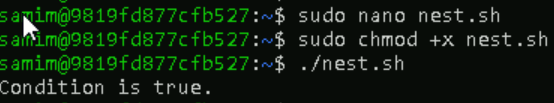 samim@9819fd877cfb527:~$ sudo nano nest.sh
samim@9819fd877cfb527:~$ sudo chmod +x nest.sh
samim@9819fd877cfb527:~$ ./nest.sh
Condition is true.